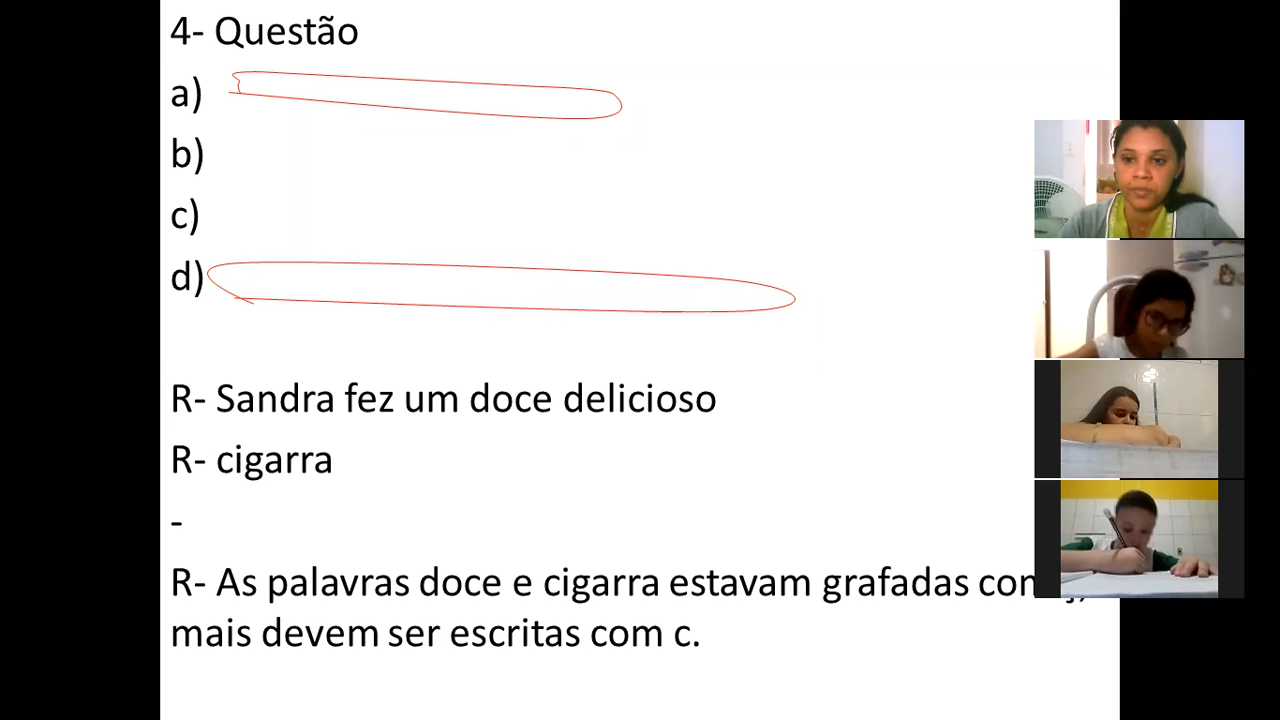 4- Questão
a)
b)
c)
d)
R- Sandra fez um doce delicioso
R- cigarra
-
R- As palavras doce e cigarra estavam grafadas com ç,
mais devem ser escritas com c.